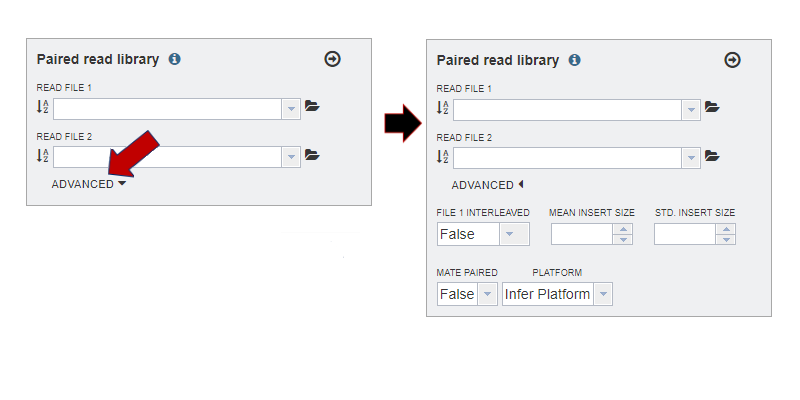 Paired read library
READ FILE 1
READ FILE 2
ADVANCED
Paired read library
READ FILE 1
READ FILE 2
ADVANCED
FILE 1 INTERLEAVED MEAN INSERT SIZE STD. INSERT SIZE
False
MATE PAIRED PLATFORM
False Infer Platform